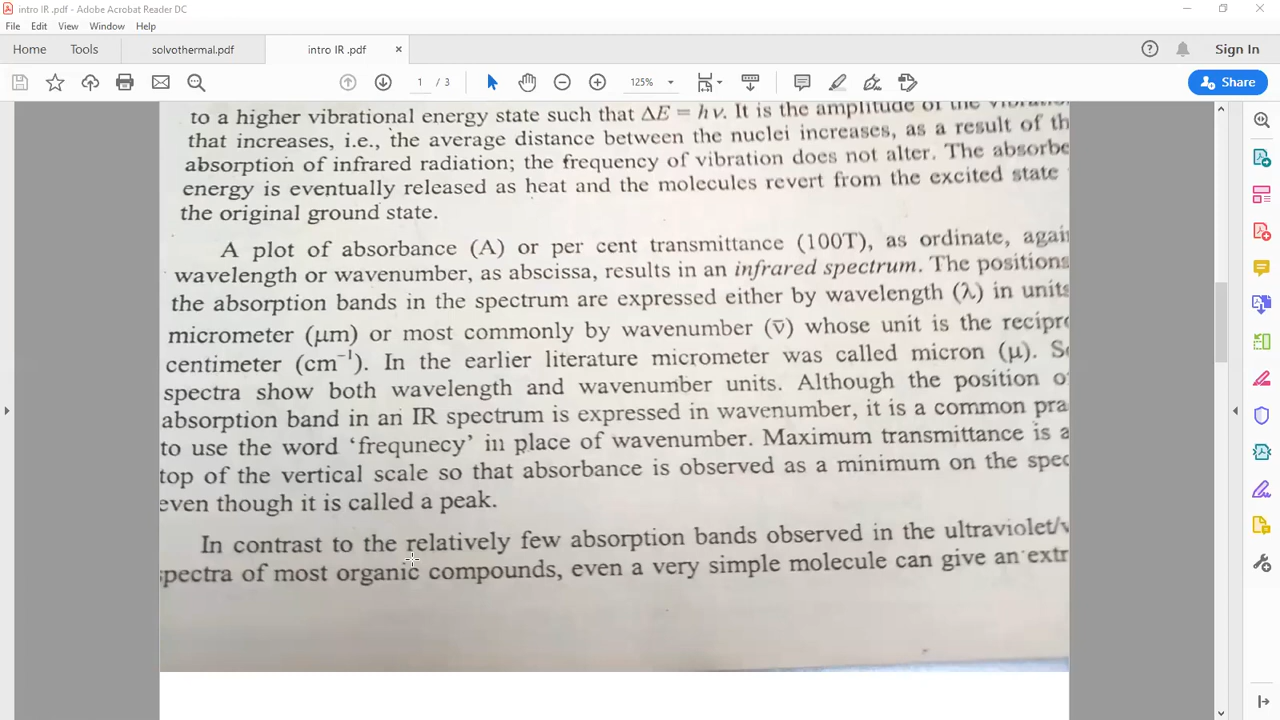 intro IR .pdf - Adobe Acrobat Reader DC
File Edit View Window Help
Home Tools solvothermal.pdf intro IR .pdf × Sign In
1 / 3 125% Share
to a higher vibrational energy state such that ΔE = hν. It is the amplitude of the
that increases, i.e., the average distance between the nuclei increases, as a result of th
absorption of infrared radiation; the frequency of vibration does not alter. The absorbe
energy is eventually released as heat and the molecules revert from the excited state
the original ground state.
A plot of absorbance (A) or per cent transmittance (100T), as ordinate, agai
wavelength or wavenumber, as abscissa, results in an infrared spectrum. The positions
the absorption bands in the spectrum are expressed either by wavelength (λ) in units
micrometer (μm) or most commonly by wavenumber (ν̄) whose unit is the recipro
centimeter (cm⁻¹). In the earlier literature micrometer was called micron (μ). So
spectra show both wavelength and wavenumber units. Although the position o
absorption band in an IR spectrum is expressed in wavenumber, it is a common pra
to use the word ‘frequnecy’ in place of wavenumber. Maximum transmittance is a
top of the vertical scale so that absorbance is observed as a minimum on the spec
even though it is called a peak.
In contrast to the relatively few absorption bands observed in the ultraviolet/v
spectra of most organic compounds, even a very simple molecule can give an extr